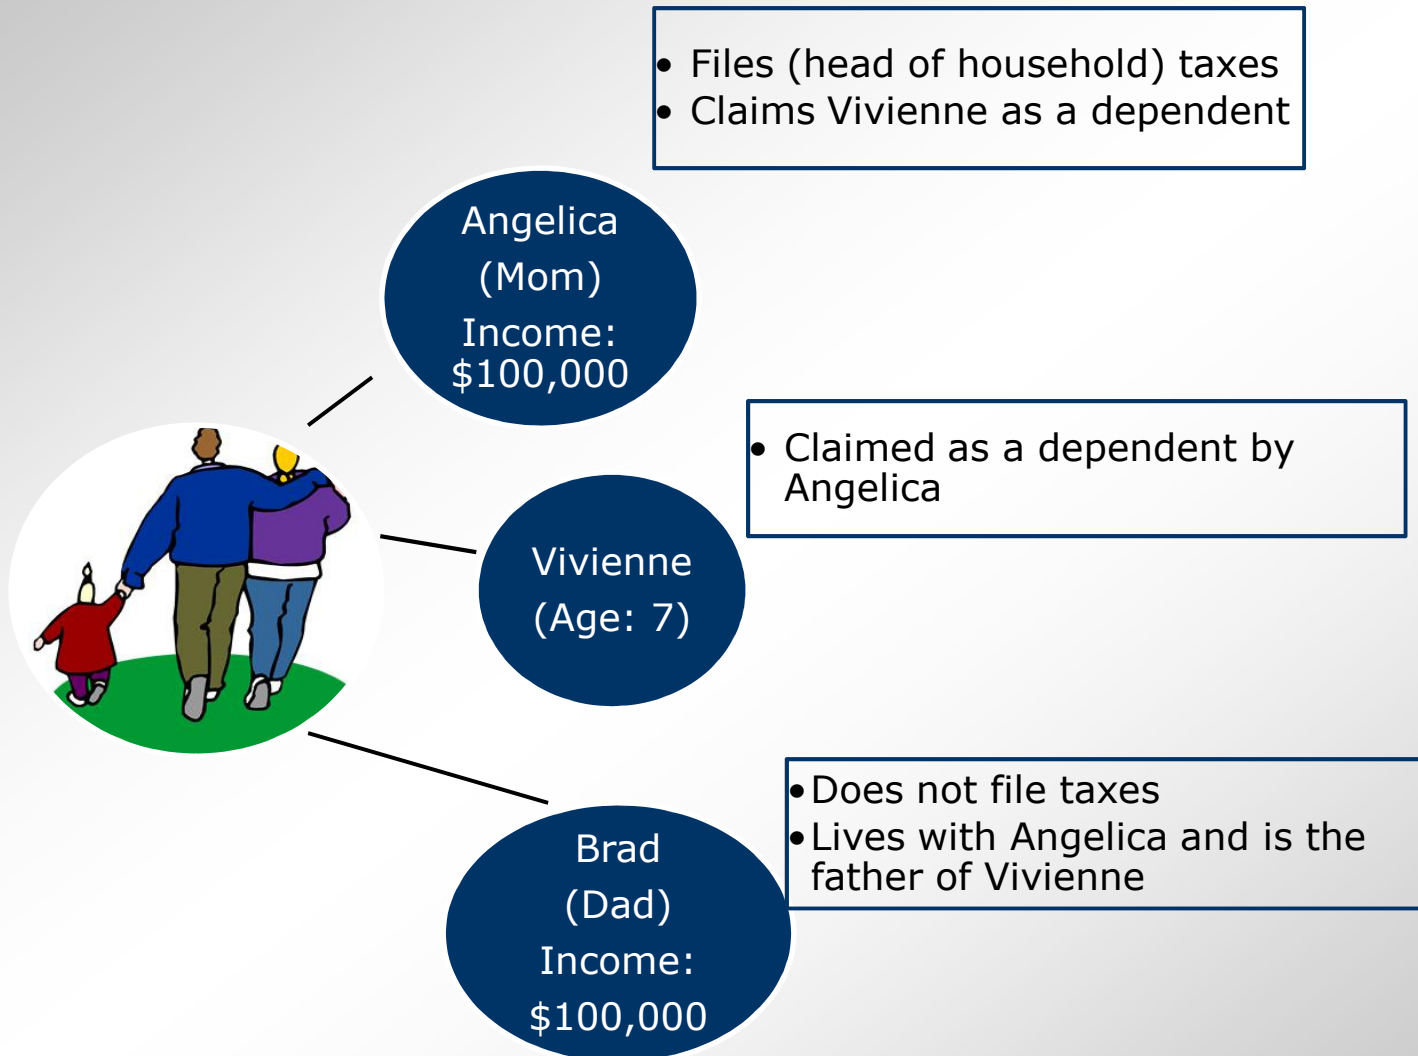 • Files (head of household) taxes
• Claims Vivienne as a dependent
Angelica
(Mom)
Income:
$100,000
• Claimed as a dependent by
Angelica
Vivienne
(Age: 7)
• Does not file taxes
• Lives with Angelica and is the
father of Vivienne
Brad
(Dad)
Income:
$100,000